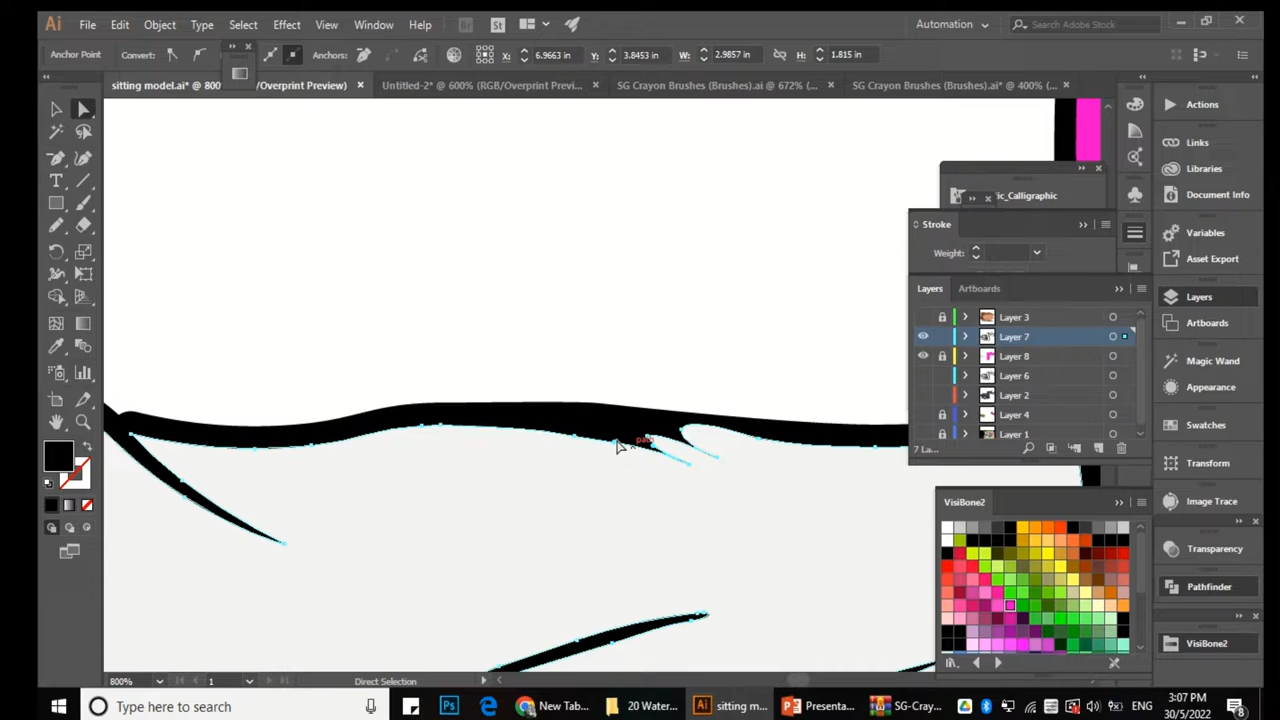 Ai File Edit Object Type Select Effect View Window Help Br St Automation Search Adobe Stock
Anchor Point Convert: Anchors: X: 6.9663 in Y: 3.8453 in W: 2.9857 in H: 1.815 in
sitting model.ai* @ 800 /Overprint Preview) × Untitled-2* @ 600% (RGB/Overprint Previ... × SG Crayon Brushes (Brushes).ai @ 672% (... × SG Crayon Brushes (Brushes).ai* @ 400% (... ×
Actions
Links
Libraries
ic_Calligraphic
Document Info
Stroke
Variables
Weight:
Asset Export
Layers Artboards
Layers
Layer 3
Artboards
Layer 7
Layer 8
Magic Wand
Layer 6
Appearance
Layer 2
Layer 4
Swatches
Layer 1
7 La...
Transform
path
VisiBone2
Image Trace
Transparency
Pathfinder
VisiBone2
800% 1 Direct Selection
Type here to search Ps New Tab... 20 Water... Ai sitting m... Presenta... SG-Cray... 3:07 PM
30/5/2022